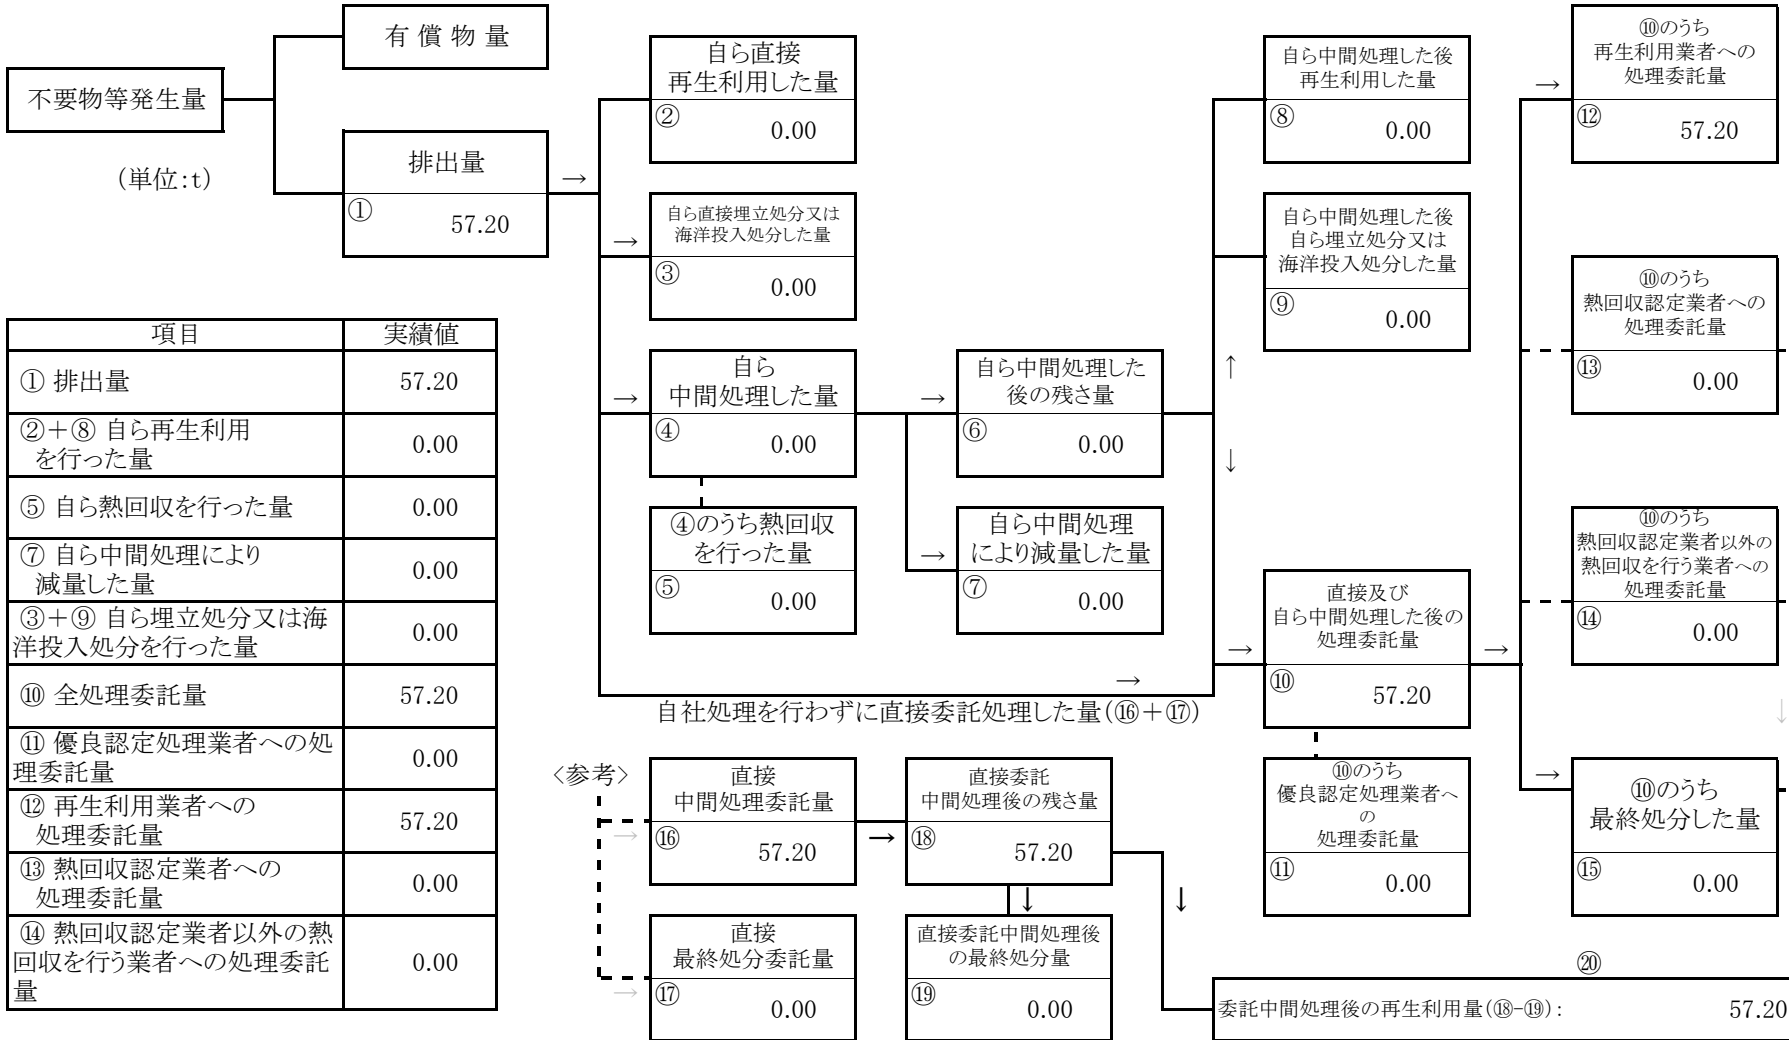 不要物等発生量
(単位:t)
有 償 物 量
排出量
①
57.20
→
自ら直接
再生利用した量
②
0.00
→
自ら直接埋立処分又は
海洋投入処分した量
③
0.00
→
自ら
中間処理した量
④
0.00
④のうち熱回収
を行った量
⑤
0.00
→
自ら中間処理した
後の残さ量
⑥
0.00
→
自ら中間処理
により減量した量
⑦
0.00
自ら中間処理した後
再生利用した量
⑧
0.00
自ら中間処理した後
自ら埋立処分又は
海洋投入処分した量
⑨
0.00
↑
↓
→
自社処理を行わずに直接委託処理した量(⑯+⑰)
→
直接及び
自ら中間処理した後の
処理委託量
⑩
57.20
→
⑩のうち
優良認定処理業者へ
の
処理委託量
⑪
0.00
→
⑩のうち
再生利用業者への
処理委託量
⑫
57.20
⑩のうち
熱回収認定業者への
処理委託量
⑬
0.00
⑩のうち
熱回収認定業者以外の
熱回収を行う業者への
処理委託量
⑭
0.00
↓
→
⑩のうち
最終処分した量
⑮
0.00
項目 実績値
① 排出量 57.20
②+⑧ 自ら再生利用
を行った量 0.00
⑤ 自ら熱回収を行った量 0.00
⑦ 自ら中間処理により
減量した量 0.00
③+⑨ 自ら埋立処分又は海
洋投入処分を行った量 0.00
⑩ 全処理委託量 57.20
⑪ 優良認定処理業者への処
理委託量 0.00
⑫ 再生利用業者への
処理委託量 57.20
⑬ 熱回収認定業者への
処理委託量 0.00
⑭ 熱回収認定業者以外の熱
回収を行う業者への処理委託
量 0.00
<参考>
→
直接
中間処理委託量
⑯
57.20
→
直接
最終処分委託量
⑰
0.00
→
直接委託
中間処理後の残さ量
⑱
57.20
↓
直接委託中間処理後
の最終処分量
⑲
0.00
↓
⑳
委託中間処理後の再生利用量(⑱-⑲): 57.20